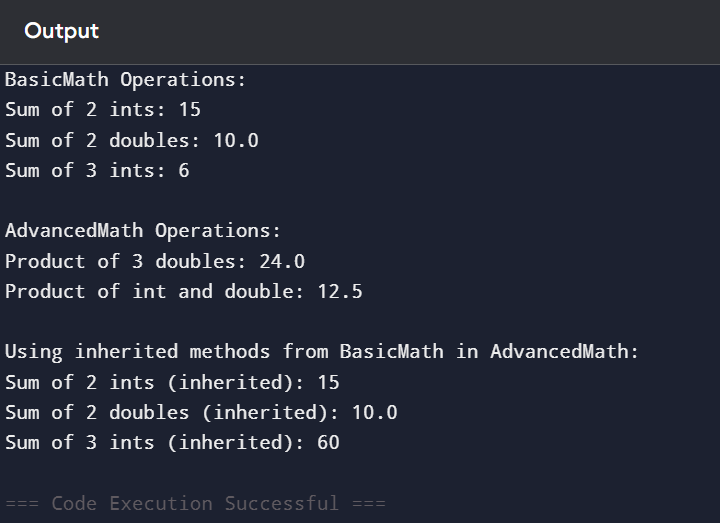 Output
BasicMath Operations:
Sum of 2 ints: 15
Sum of 2 doubles: 10.0
Sum of 3 ints: 6
AdvancedMath Operations:
Product of 3 doubles: 24.0
Product of int and double: 12.5
Using inherited methods from BasicMath in AdvancedMath:
Sum of 2 ints (inherited): 15
Sum of 2 doubles (inherited): 10.0
Sum of 3 ints (inherited): 60
=== Code Execution Successful ===